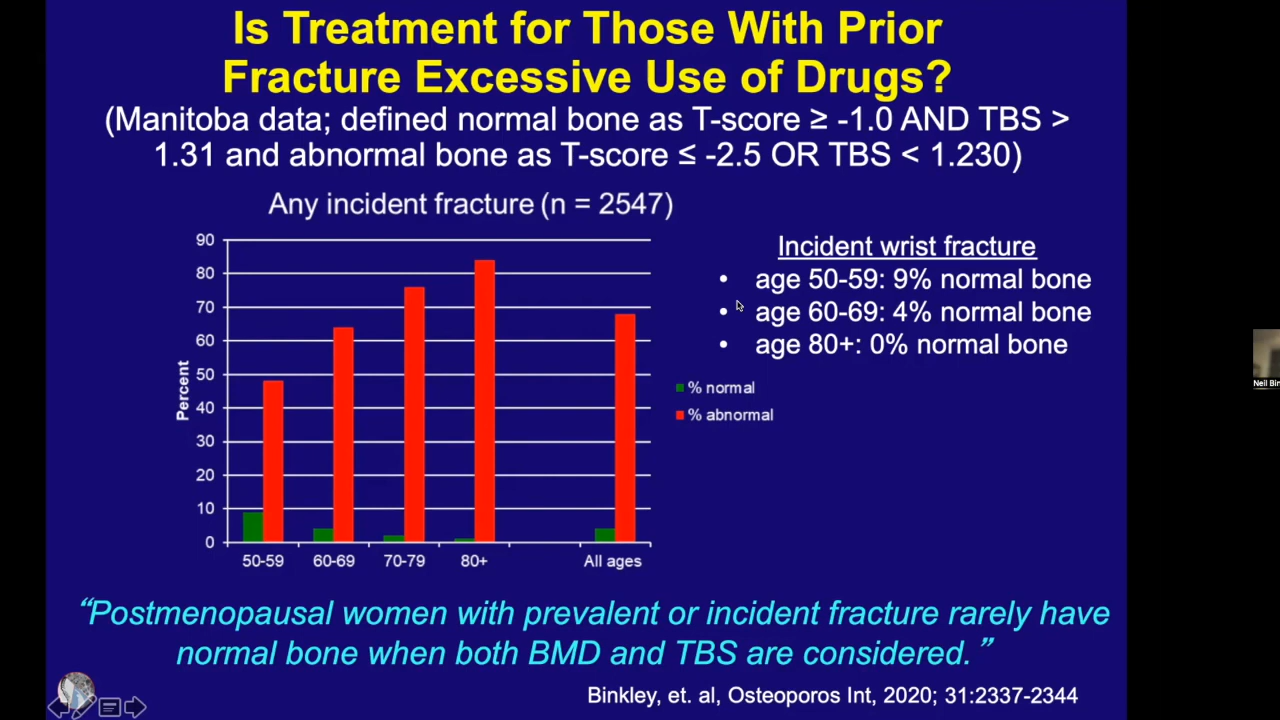 Is Treatment for Those With Prior
Fracture Excessive Use of Drugs?
(Manitoba data; defined normal bone as T-score ≥ -1.0 AND TBS >
1.31 and abnormal bone as T-score ≤ -2.5 OR TBS < 1.230)
Any incident fracture (n = 2547)
Percent
90
80
70
60
50
40
30
20
10
0
50-59 60-69 70-79 80+ All ages
% normal
% abnormal
Incident wrist fracture
• age 50-59: 9% normal bone
• age 60-69: 4% normal bone
• age 80+: 0% normal bone
“Postmenopausal women with prevalent or incident fracture rarely have
normal bone when both BMD and TBS are considered.”
Binkley, et. al, Osteoporos Int, 2020; 31:2337-2344
Neil Bin